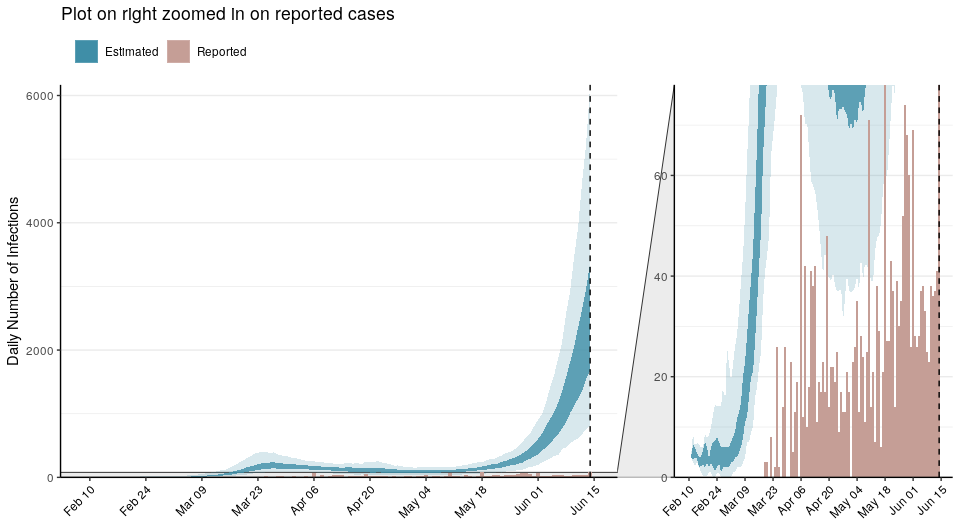 Plot on right zoomed in on reported cases
Estimated Reported
Daily Number of Infections
6000
4000
2000
0
Feb 10 Feb 24 Mar 09 Mar 23 Apr 06 Apr 20 May 04 May 18 Jun 01 Jun 15
60
40
20
0
Feb 10 Feb 24 Mar 09 Mar 23 Apr 06 Apr 20 May 04 May 18 Jun 01 Jun 15